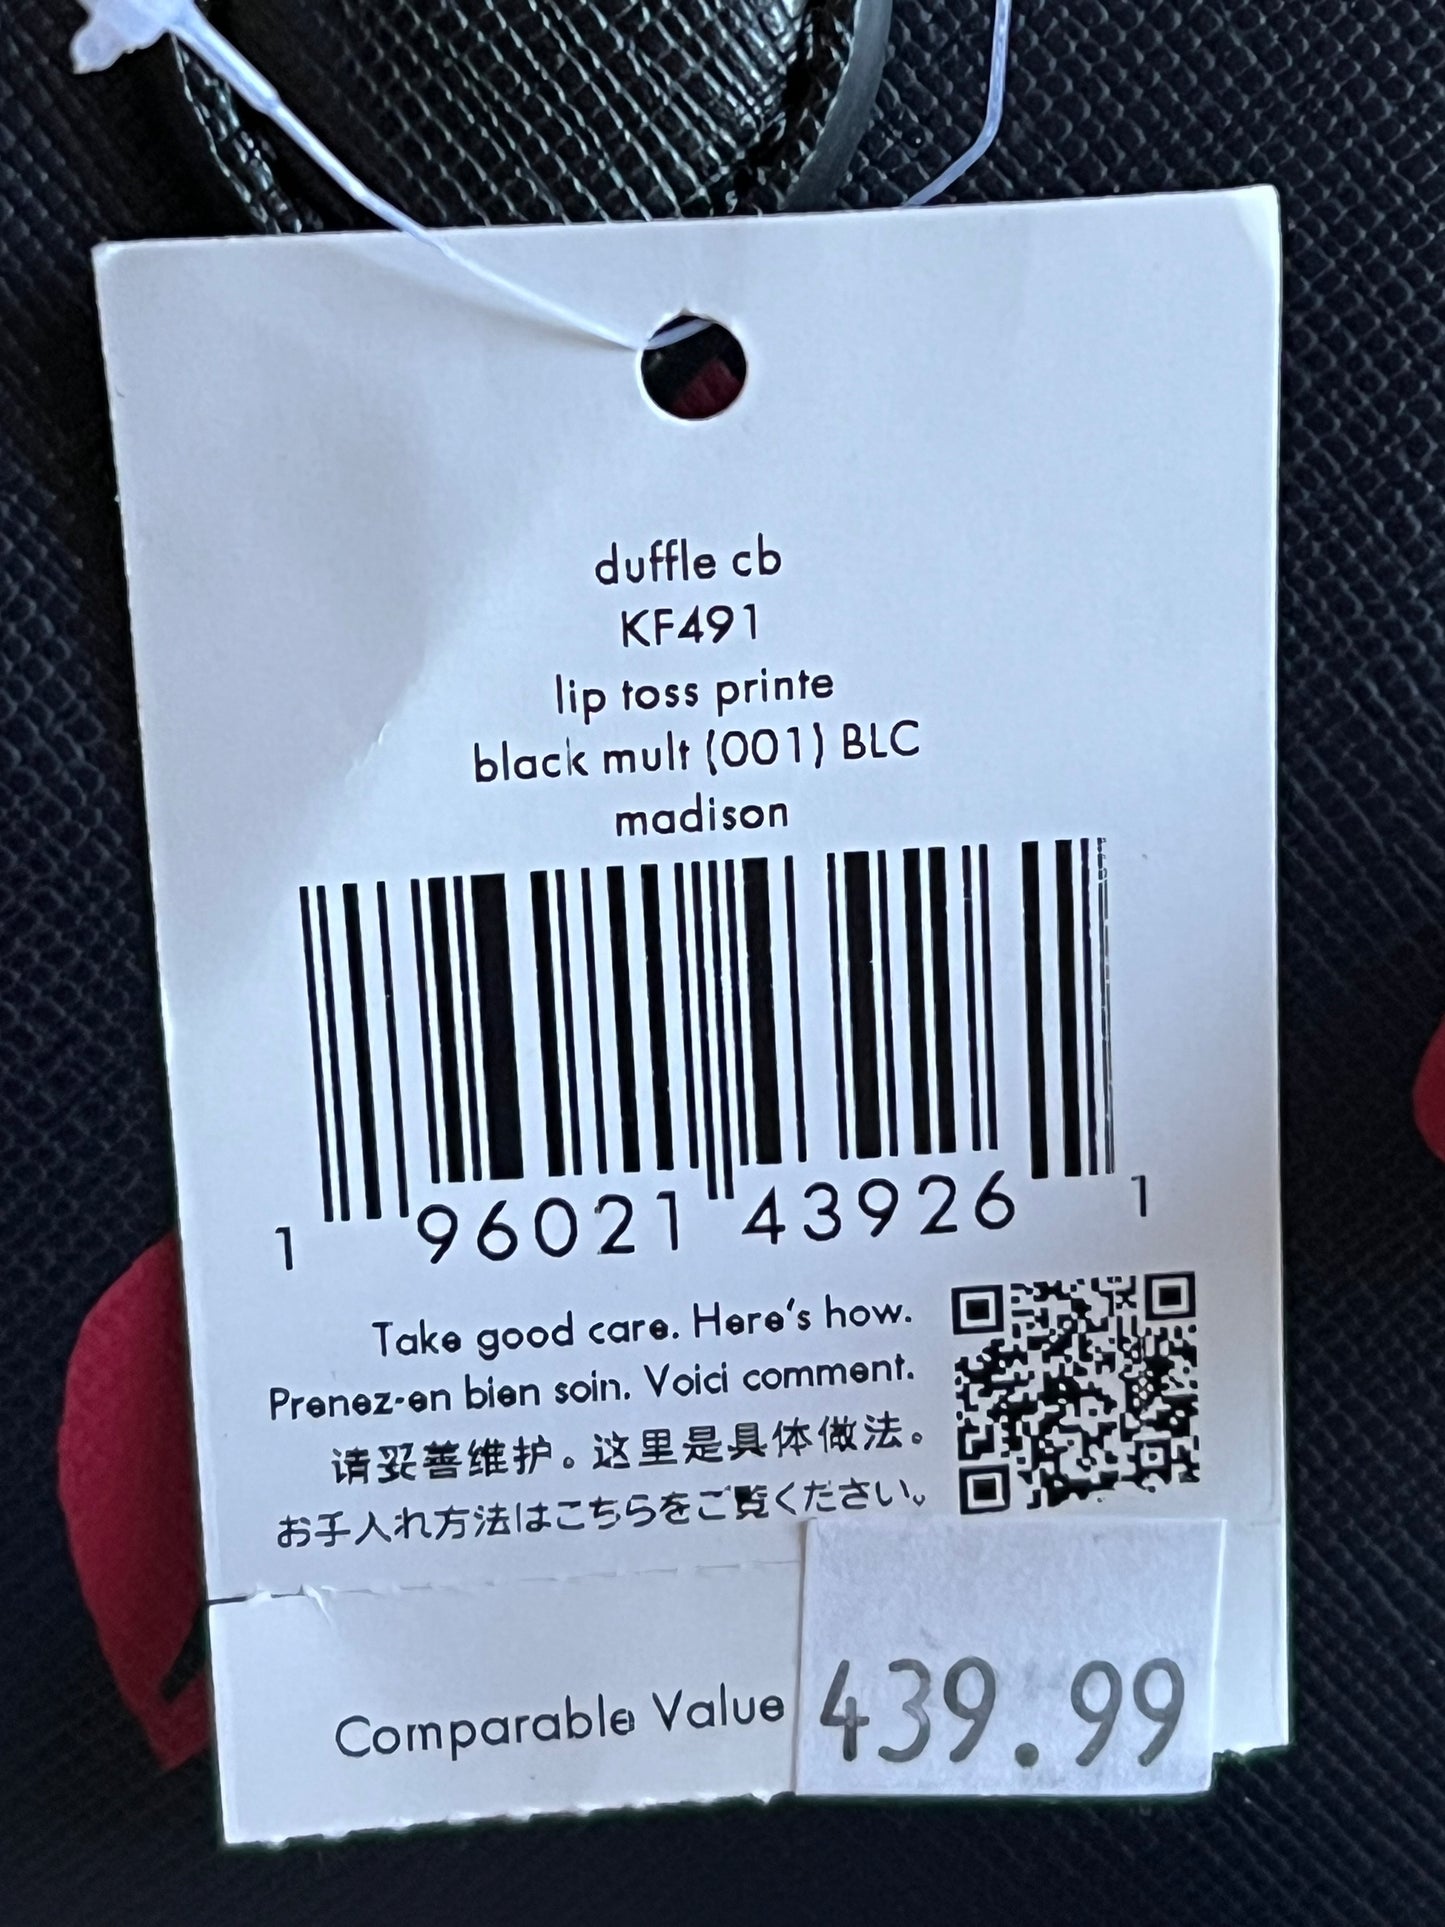 duffle cb
KF491
lip toss printe
black mult (001) BLC
madison
1 96021 43926 1
Take good care. Here's how.
Prenez-en bien soin. Voici comment.
请妥善维护。这里是具体做法。
お手入れ方法はこちらをご覧ください。
Comparable Value 439.99